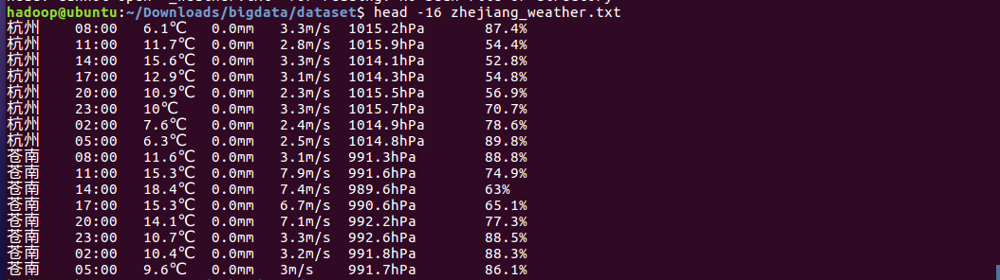 hadoop@ubuntu:~/Downloads/bigdata/dataset$ head -16 zhejiang_weather.txt
杭州 08:00 6.1℃ 0.0mm 3.3m/s 1015.2hPa 87.4%
杭州 11:00 11.7℃ 0.0mm 2.8m/s 1015.9hPa 54.4%
杭州 14:00 15.6℃ 0.0mm 3.3m/s 1014.1hPa 52.8%
杭州 17:00 12.9℃ 0.0mm 3.1m/s 1014.3hPa 54.8%
杭州 20:00 10.9℃ 0.0mm 2.3m/s 1015.5hPa 56.9%
杭州 23:00 10℃ 0.0mm 3.3m/s 1015.7hPa 70.7%
杭州 02:00 7.6℃ 0.0mm 2.4m/s 1014.9hPa 78.6%
杭州 05:00 6.3℃ 0.0mm 2.5m/s 1014.8hPa 89.8%
苍南 08:00 11.6℃ 0.0mm 3.1m/s 991.3hPa 88.8%
苍南 11:00 15.3℃ 0.0mm 7.9m/s 991.6hPa 74.9%
苍南 14:00 18.4℃ 0.0mm 7.4m/s 989.6hPa 63%
苍南 17:00 15.3℃ 0.0mm 6.7m/s 990.6hPa 65.1%
苍南 20:00 14.1℃ 0.0mm 7.1m/s 992.2hPa 77.3%
苍南 23:00 10.7℃ 0.0mm 3.3m/s 992.6hPa 88.5%
苍南 02:00 10.4℃ 0.0mm 3.2m/s 991.8hPa 88.3%
苍南 05:00 9.6℃ 0.0mm 3m/s 991.7hPa 86.1%